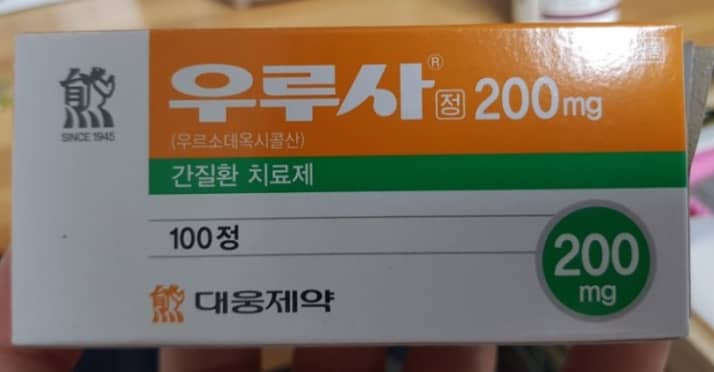 우루사® 정 200mg
(우르소데옥시콜산)
간질환 치료제
SINCE 1945
100정
200
mg
대웅제약